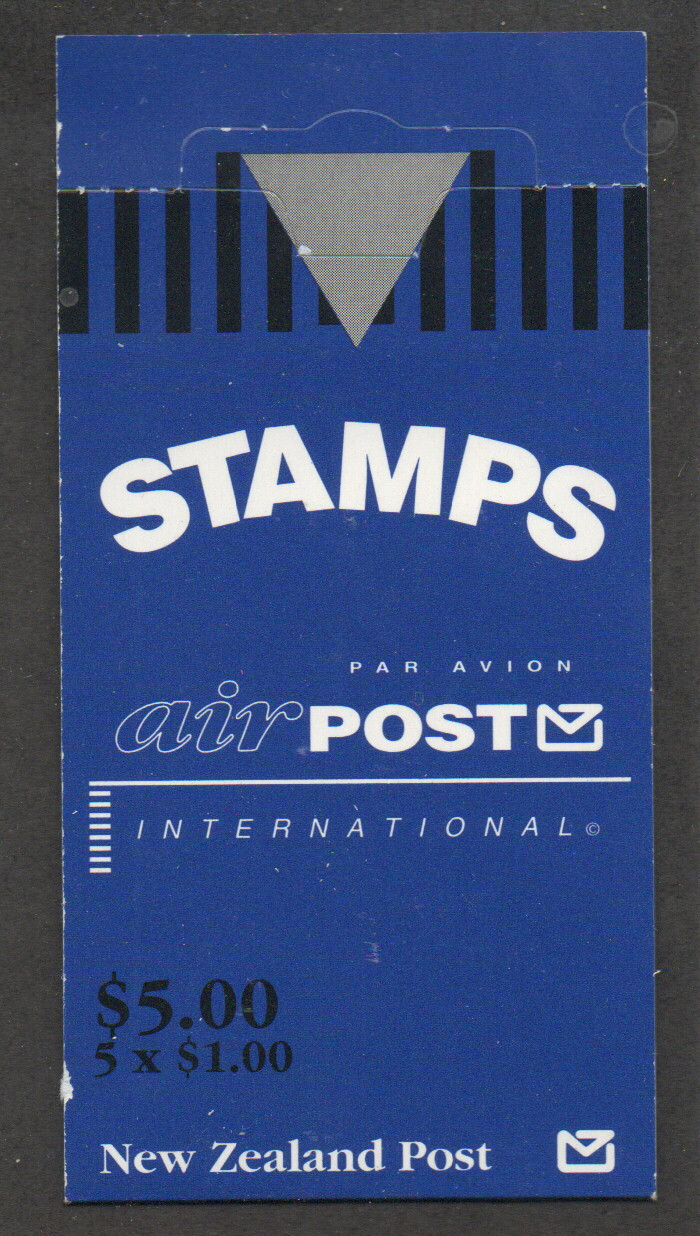 STAMPS
PAR AVION
air POST
INTERNATIONAL©
$5.00
5 x $1.00
New Zealand Post